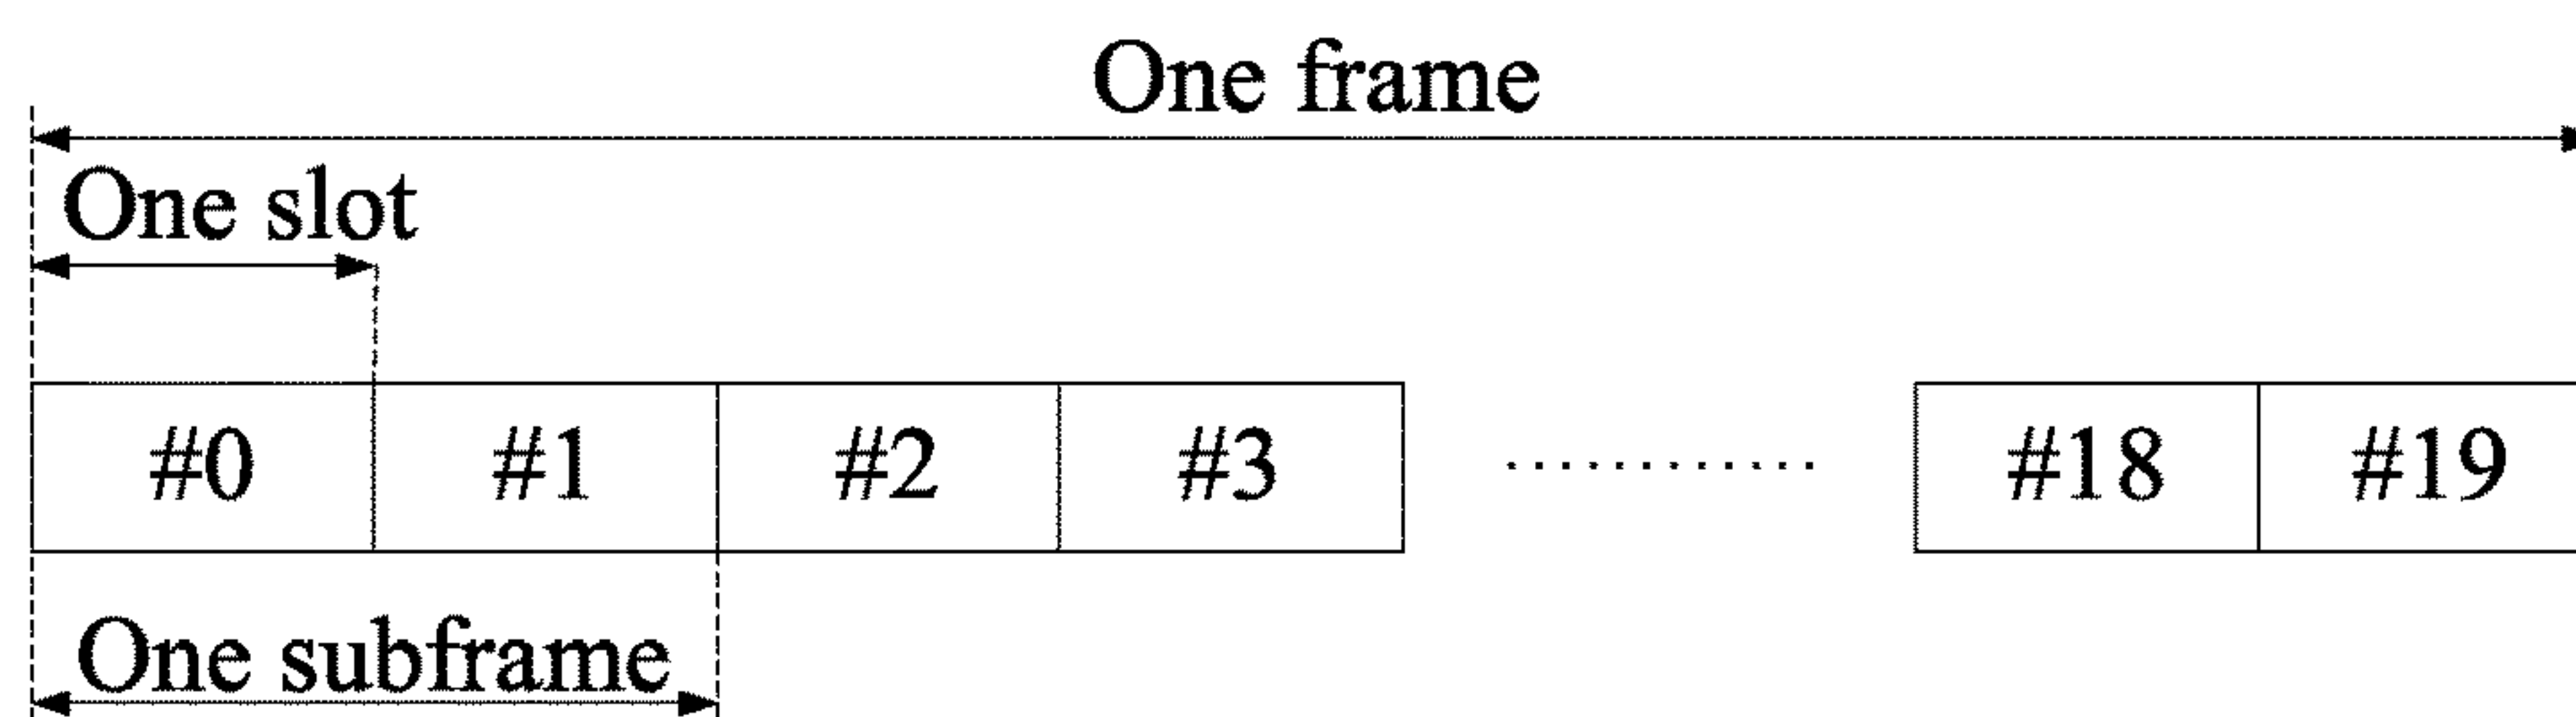 One frame
One slot
#0 #1 #2 #3 ........... #18 #19
One subframe